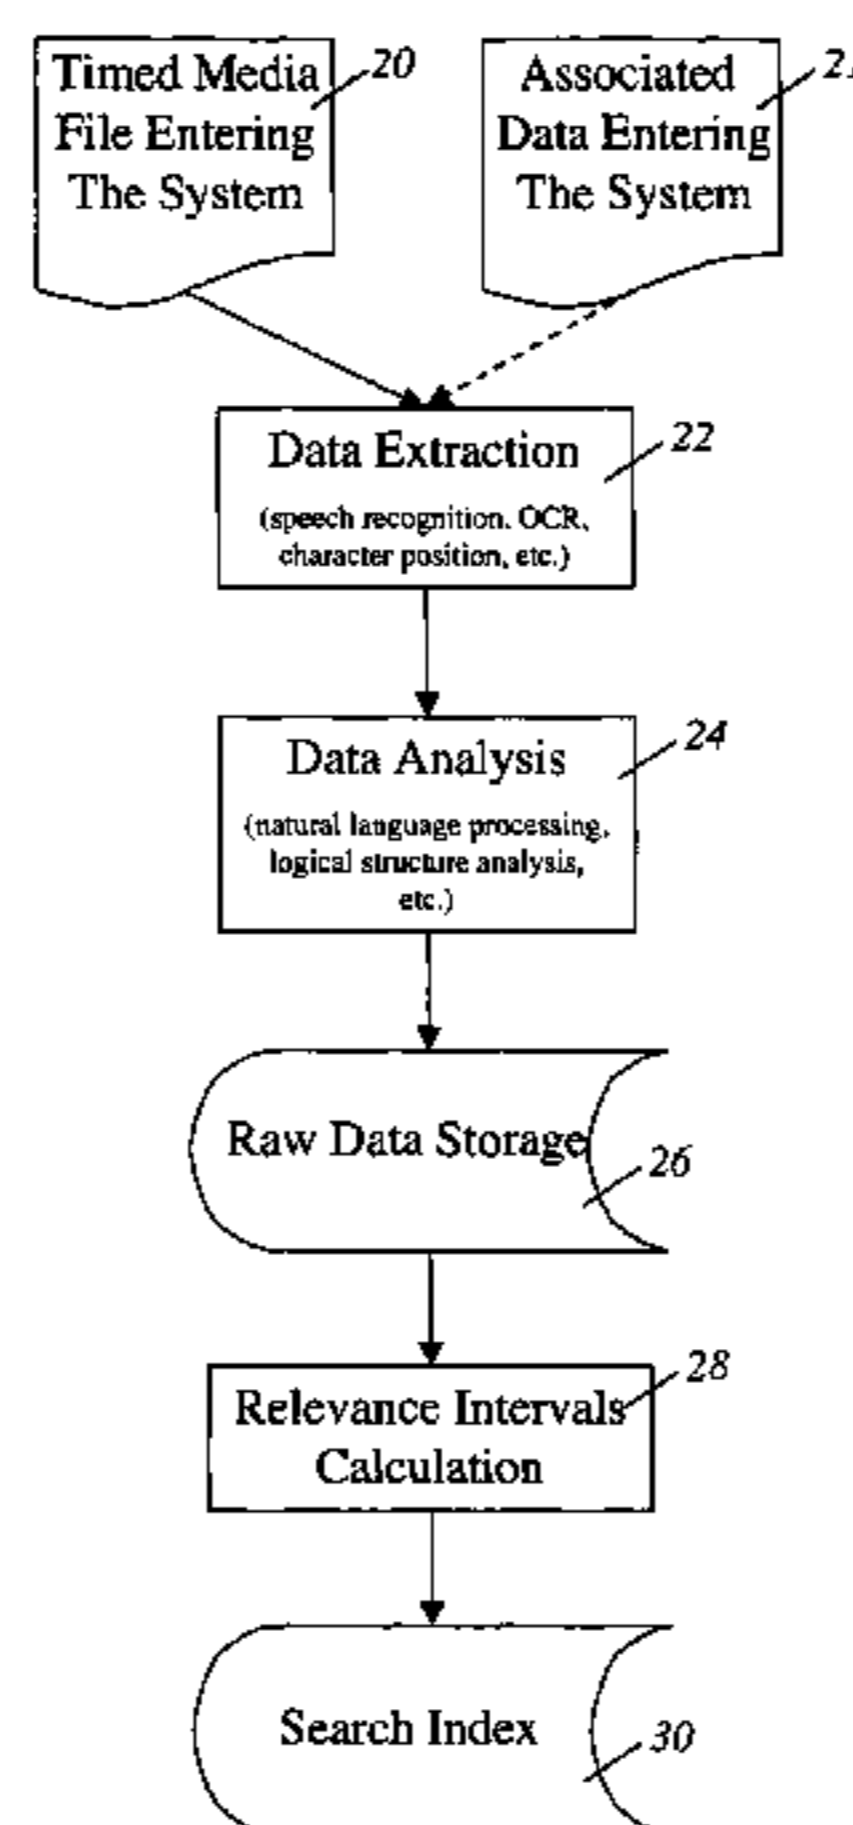 Timed Media
File Entering
The System
20
Associated
Data Entering
The System
21
Data Extraction
(speech recognition. OCR,
character position, etc.)
22
Data Analysis
(natural language processing,
logical structure analysis,
etc.)
24
Raw Data Storage
26
Relevance Intervals
Calculation
28
Search Index
30